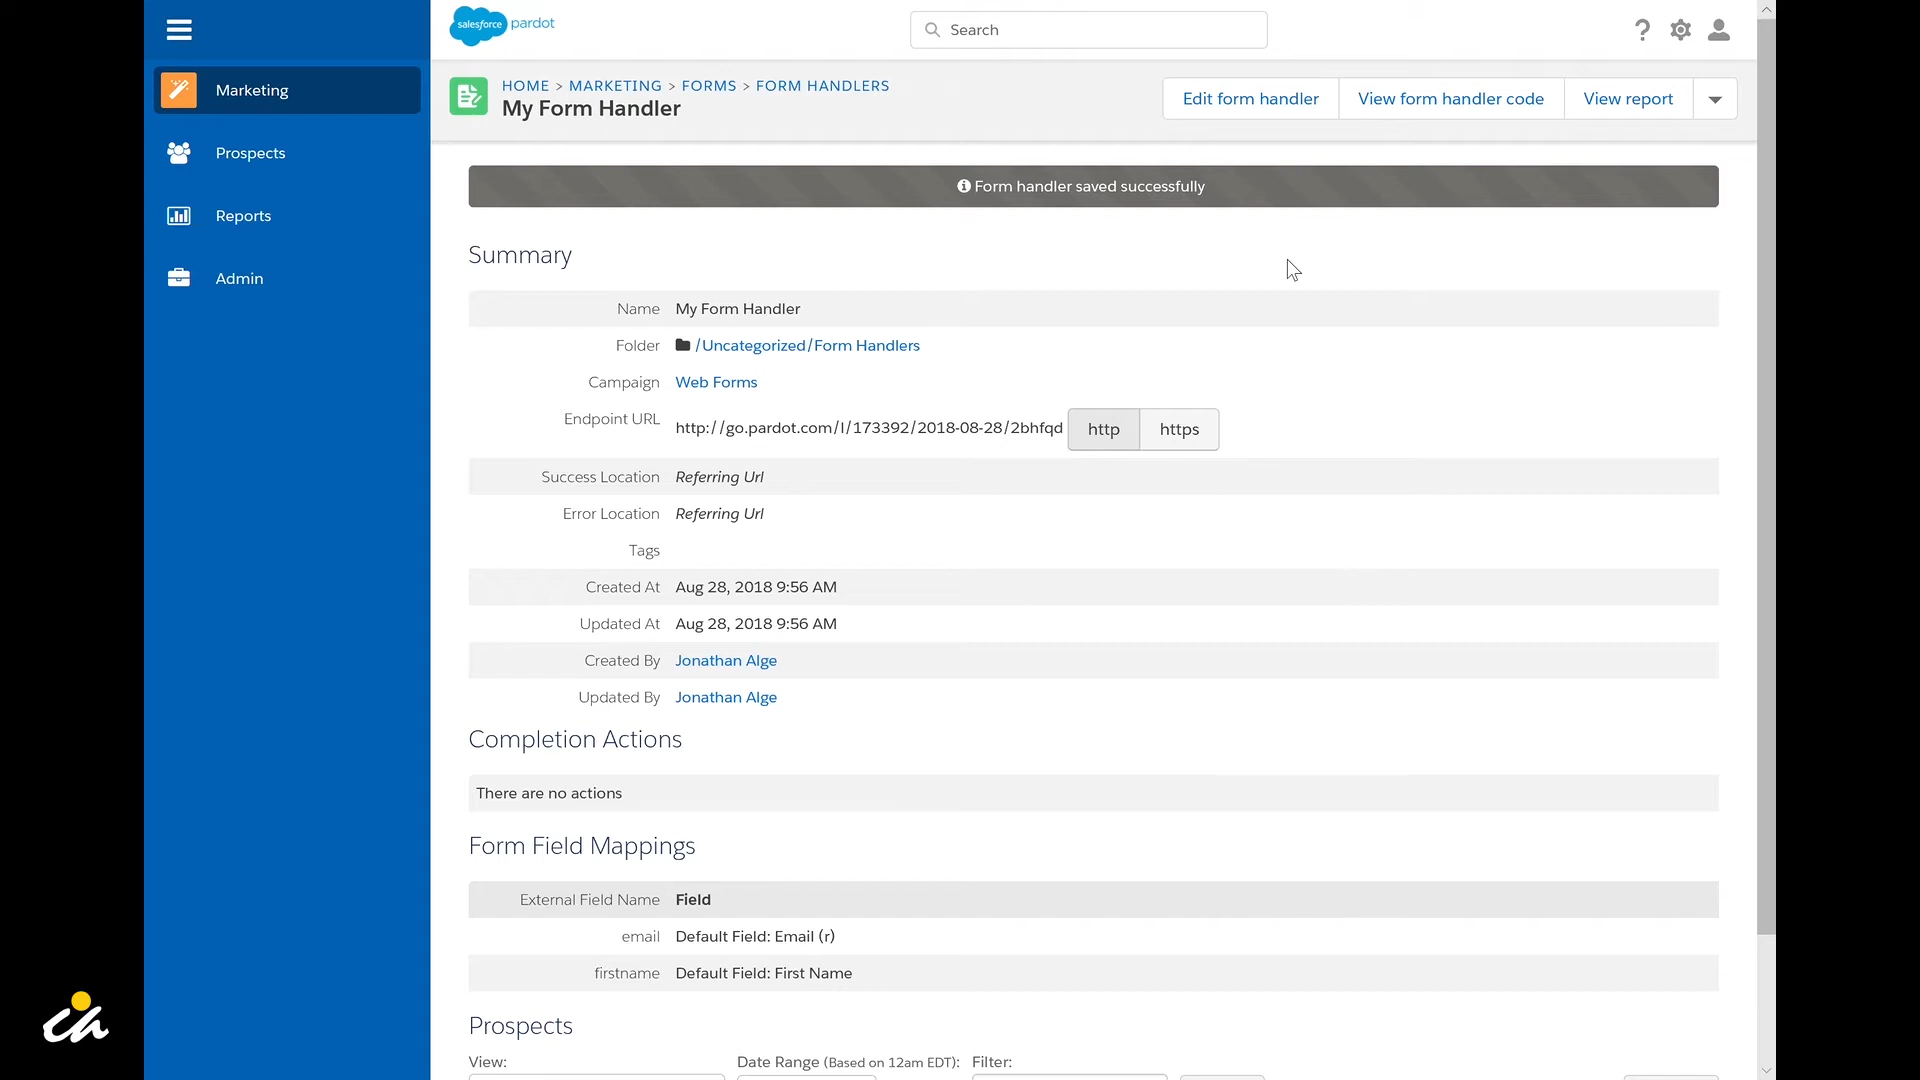 salesforce pardot
Search
Marketing
Prospects
Reports
Admin
HOME > MARKETING > FORMS > FORM HANDLERS
My Form Handler
Edit form handler
View form handler code
View report
Form handler saved successfully
Summary
Name My Form Handler
Folder /Uncategorized/Form Handlers
Campaign Web Forms
Endpoint URL http://go.pardot.com/l/173392/2018-08-28/2bhfqd http https
Success Location Referring Url
Error Location Referring Url
Tags
Created At Aug 28, 2018 9:56 AM
Updated At Aug 28, 2018 9:56 AM
Created By Jonathan Alge
Updated By Jonathan Alge
Completion Actions
There are no actions
Form Field Mappings
External Field Name Field
email Default Field: Email (r)
firstname Default Field: First Name
Prospects
View: Date Range (Based on 12am EDT): Filter:
ch